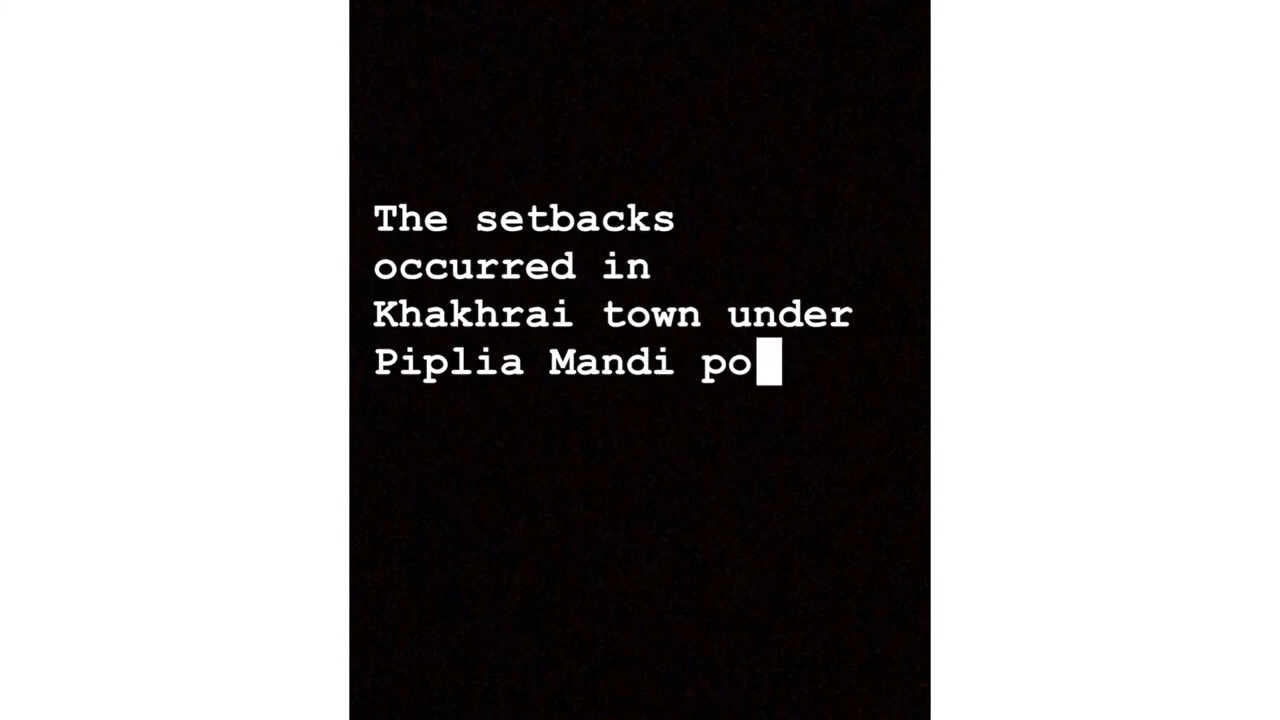 The setbacks
occurred in
Khakhrai town under
Piplia Mandi po